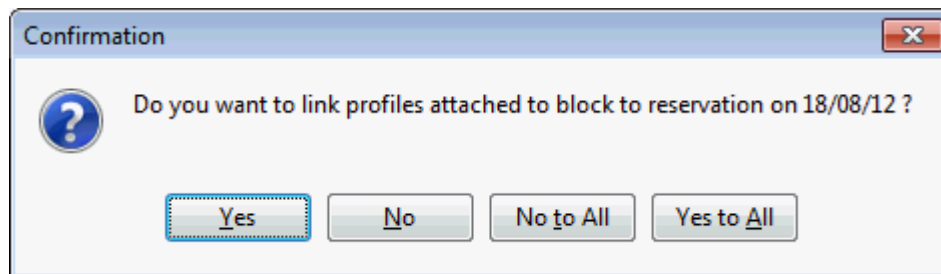 Confirmation
Do you want to link profiles attached to block to reservation on 18/08/12 ?
?
Yes No No to All Yes to All